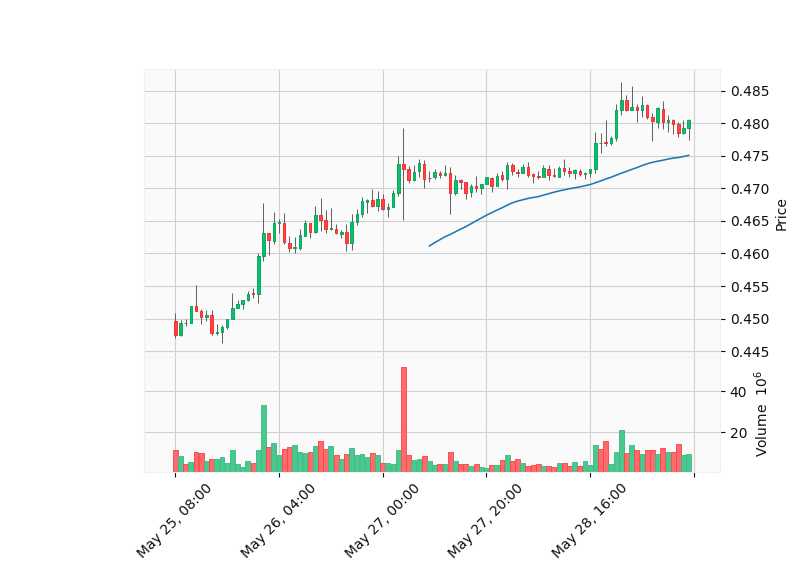 0.485
0.480
0.475
0.470
0.465
0.460
0.455
0.450
0.445
Price
40
20
Volume 10^6
May 25, 08:00
May 26, 04:00
May 27, 00:00
May 27, 20:00
May 28, 16:00